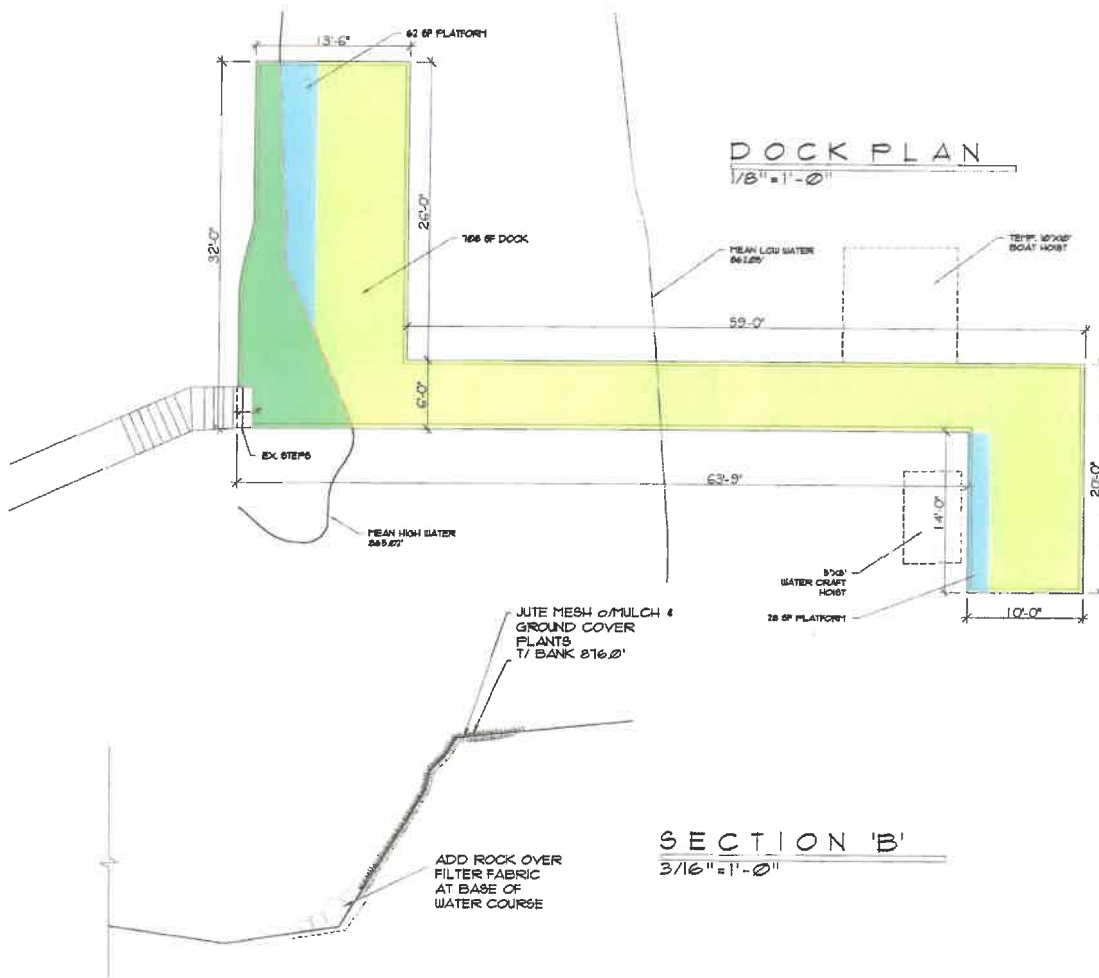 62 SF PLATFORM
13'-6"
DOCK PLAN
1/8"=1'-0"
32'-0"
26'-0"
SF DOCK
MEAN LOW WATER
TEMP. 10'X10'
BOAT HOIST
59'-0"
6'-0"
EX. STEPS
63'-9"
20'-0"
14'-0"
MEAN HIGH WATER
WATER CRAFT
HOIST
28 SF PLATFORM
10'-0"
JUTE MESH c/MULCH &
GROUND COVER
PLANTS
T/ BANK 876.0'
SECTION 'B'
3/16"=1'-0"
ADD ROCK OVER
FILTER FABRIC
AT BASE OF
WATER COURSE